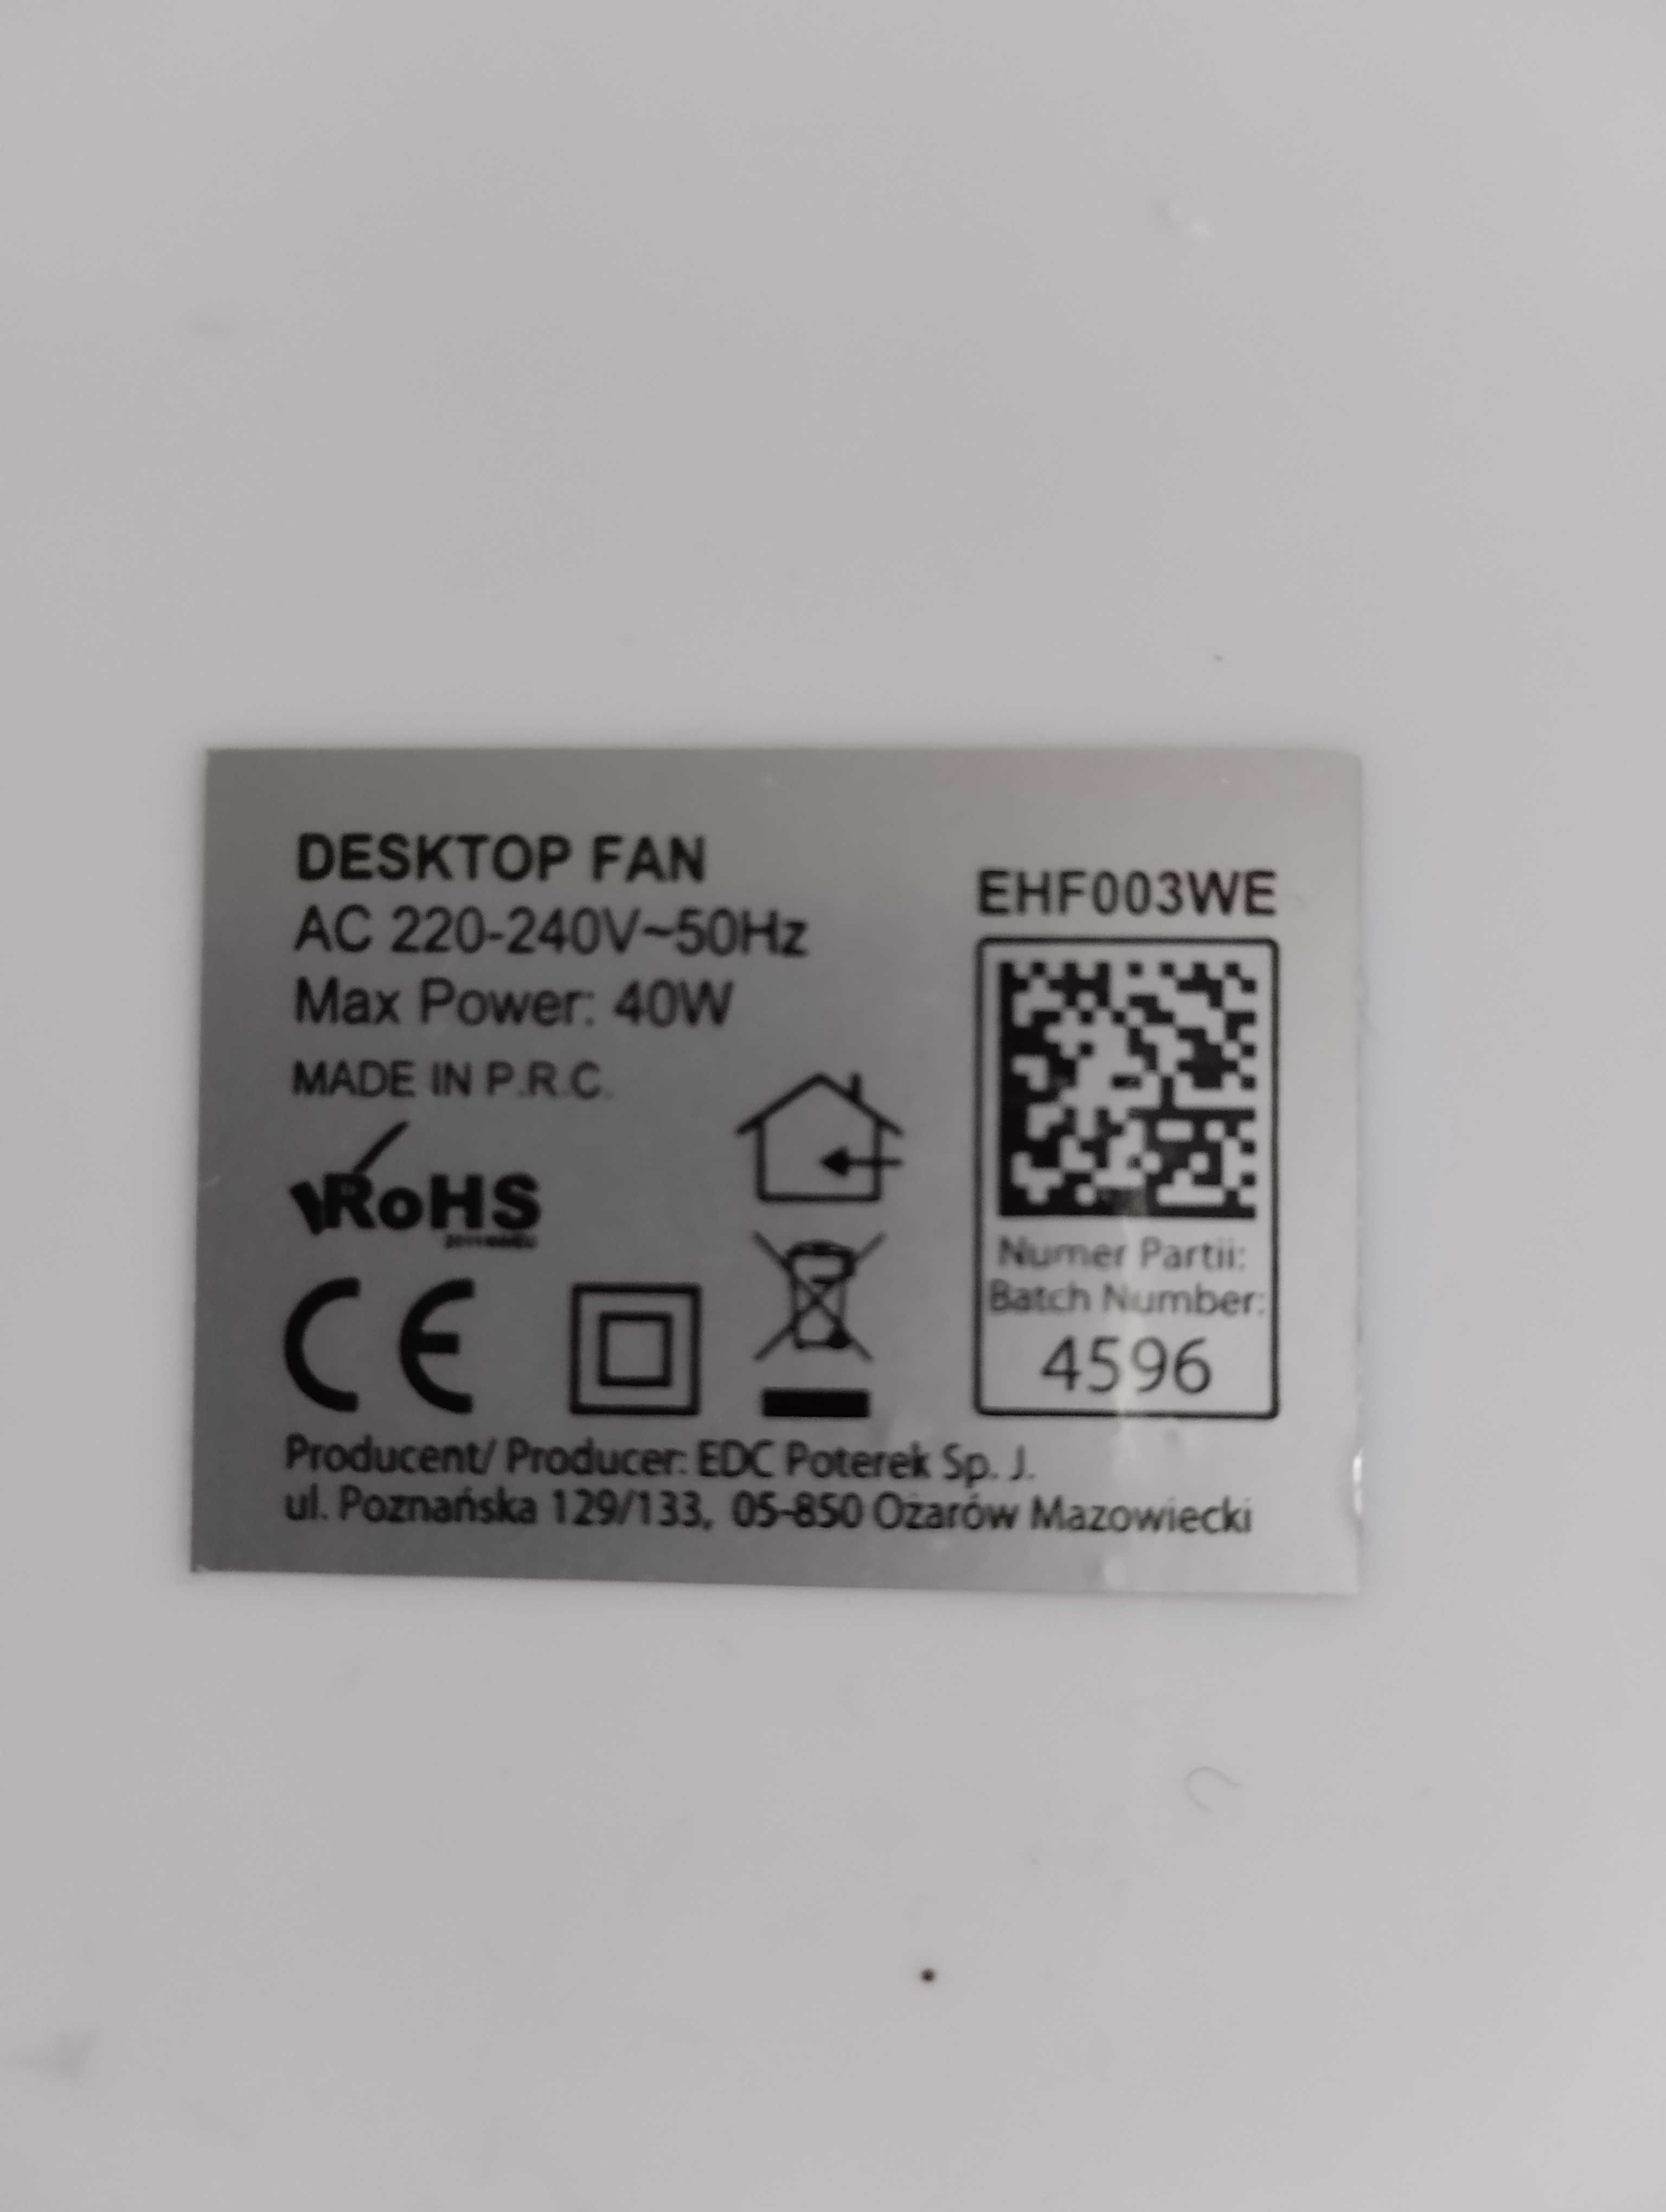 DESKTOP FAN
AC 220-240V~50Hz
Max Power: 40W
MADE IN P.R.C.
RoHS
CE
EHF003WE
Numer Partii:
Batch Number:
4596
Producent/ Producer: EDC Poterek Sp. J.
ul. Poznańska 129/133, 05-850 Ożarów Mazowiecki